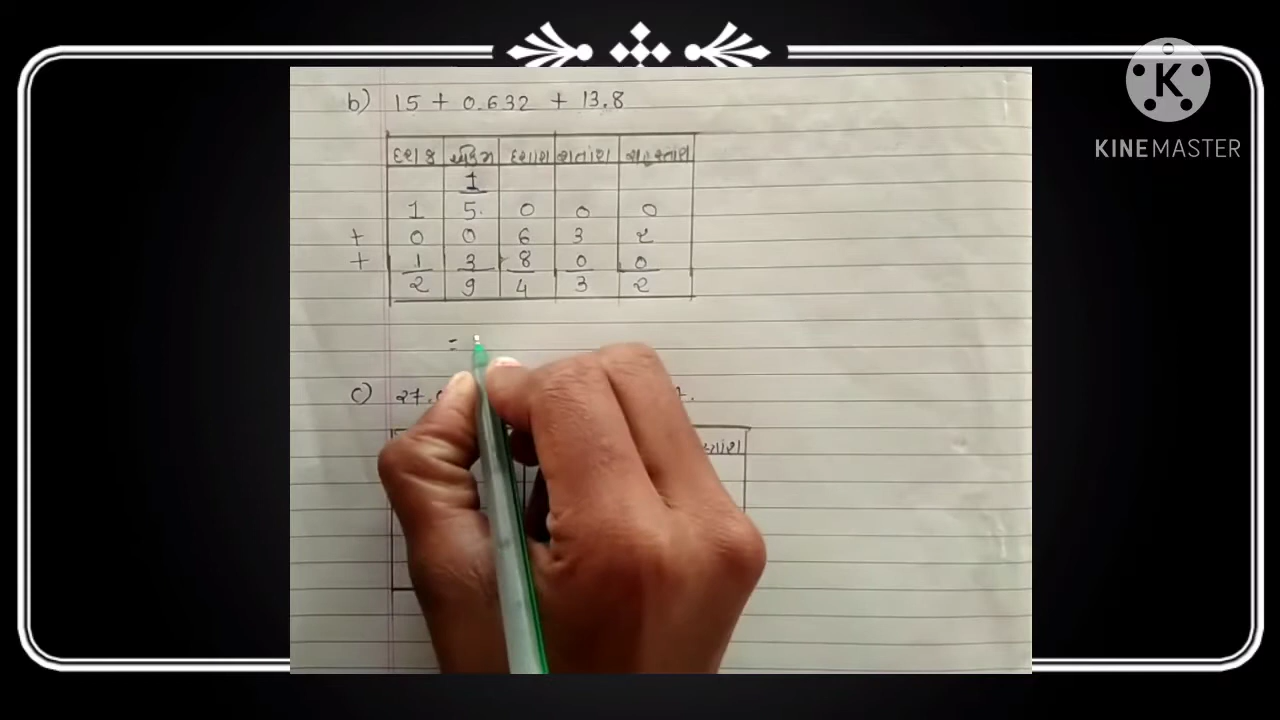 b) 15 + 0.632 + 13.8
દશક એકમ દશાંશ શતાંશ સહસ્ત્રાંશ
1
1 5. 0 0 0
+ 0 0 6 3 ૨
+ 1 3 8 0 0
૨ 9 4 3 ૨
=
c) ૨7.
K
KINEMASTER